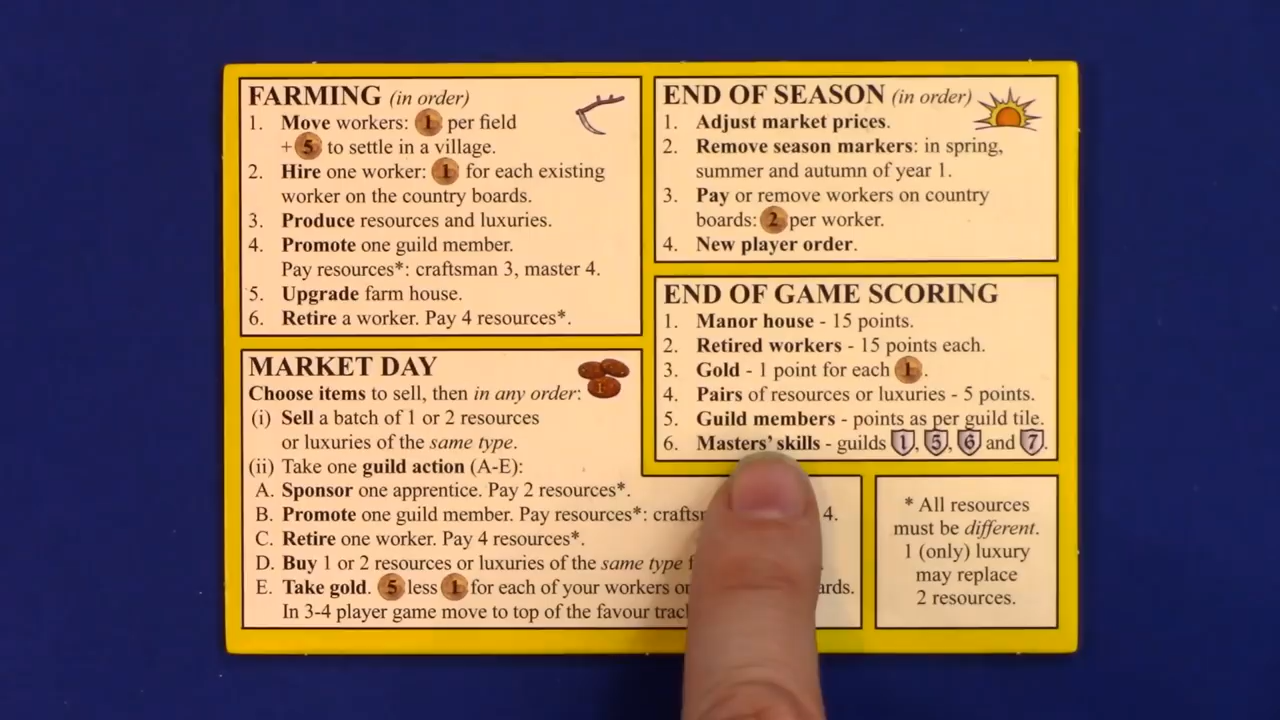 FARMING (in order)
1. Move workers: 1 per field
+ 5 to settle in a village.
2. Hire one worker: 1 for each existing
worker on the country boards.
3. Produce resources and luxuries.
4. Promote one guild member.
Pay resources*: craftsman 3, master 4.
5. Upgrade farm house.
6. Retire a worker. Pay 4 resources*.
MARKET DAY
Choose items to sell, then in any order:
(i) Sell a batch of 1 or 2 resources
or luxuries of the same type.
(ii) Take one guild action (A-E):
A. Sponsor one apprentice. Pay 2 resources*.
B. Promote one guild member. Pay resources*: 4.
C. Retire one worker. Pay 4 resources*.
D. Buy 1 or 2 resources or luxuries of the same type
E. Take gold. 5 less 1 for each of your workers
In 3-4 player game move to top of the favour
END OF SEASON (in order)
1. Adjust market prices.
2. Remove season markers: in spring,
summer and autumn of year 1.
3. Pay or remove workers on country
boards: 2 per worker.
4. New player order.
END OF GAME SCORING
1. Manor house - 15 points.
2. Retired workers - 15 points each.
3. Gold - 1 point for each 1.
4. Pairs of resources or luxuries - 5 points.
5. Guild members - points as per guild tile.
6. Masters' skills - guilds 1, 5, 6 and 7.
* All resources
must be different.
1 (only) luxury
may replace
2 resources.